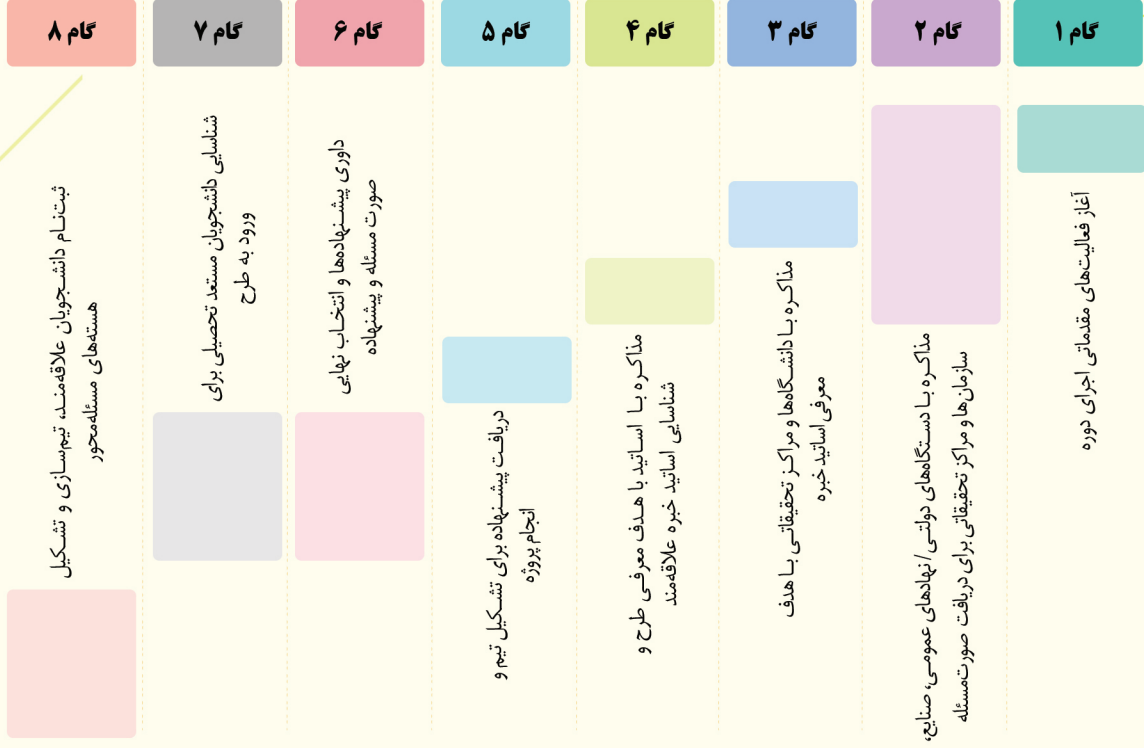 گام ۱
گام ۲
گام ۳
گام ۴
گام ۵
گام ۶
گام ۷
گام ۸
آغاز فعالیت‌های مقدماتی اجرای دوره
مذاکره با دستگاه‌های دولتی/ نهادهای عمومی، صنایع،
سازمان‌ها و مراکز تحقیقاتی برای دریافت صورت‌مسئله
مذاکره با دانشگاه‌ها و مراکز تحقیقاتی با هدف
معرفی اساتید خبره
مذاکره با اساتید با هدف معرفی طرح و
شناسایی اساتید خبره علاقه‌مند
دریافت پیشنهاده برای تشکیل تیم و
انجام پروژه
داوری پیشنهادهها و انتخاب نهایی
صورت مسئله و پیشنهاده
شناسایی دانشجویان مستعد تحصیلی برای
ورود به طرح
ثبت‌نام دانشجویان علاقه‌مند، تیم‌سازی و تشکیل
هسته‌های مسئله‌محور